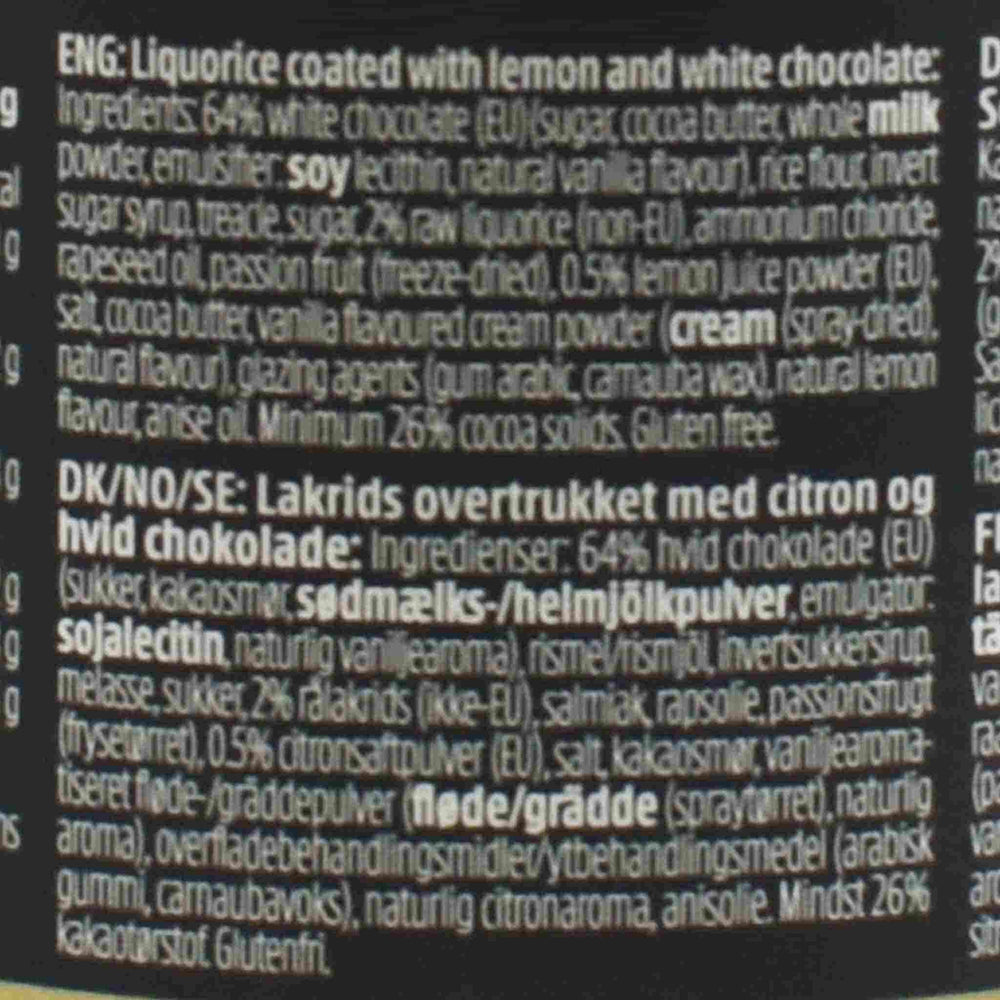 ENG: Liquorice coated with lemon and white chocolate:
Ingredients: 64% white chocolate (EU) (sugar, cocoa butter, whole milk
powder, emulsifier: soy lecithin, natural vanilla flavour), rice flour, invert
sugar syrup, treacle, sugar, 2% raw liquorice (non-EU), ammonium chloride,
rapeseed oil, passion fruit (freeze-dried), 0.5% lemon juice powder (EU),
salt, cocoa butter, vanilla flavoured cream powder (cream (spray-dried),
natural flavour), glazing agents (gum arabic, carnauba wax), natural lemon
flavour, anise oil. Minimum 26% cocoa solids. Gluten free.
DK/NO/SE: Lakrids overtrukket med citron og
hvid chokolade: Ingredienser: 64% hvid chokolade (EU)
(sukker, kakaosmør, sødmælks-/helmjölkpulver, emulgator:
sojalecitin, naturlig vaniljearoma), rismel/rismjöl, invertsukkersirup,
melasse, sukker, 2% rålakrids (ikke-EU), salmiak, rapsolie, passionsfrugt
(frysetørret), 0.5% citronsaftpulver (EU), salt, kakaosmør, vaniljearoma-
tiseret fløde-/gräddepulver (fløde/grädde (spraytørret), naturlig
aroma), overfladebehandlingsmidler/ytbehandlingsmedel (arabisk
gummi, carnaubavoks), naturlig citronaroma, anisolie. Mindst 26%
kakaotørstof. Glutenfri.